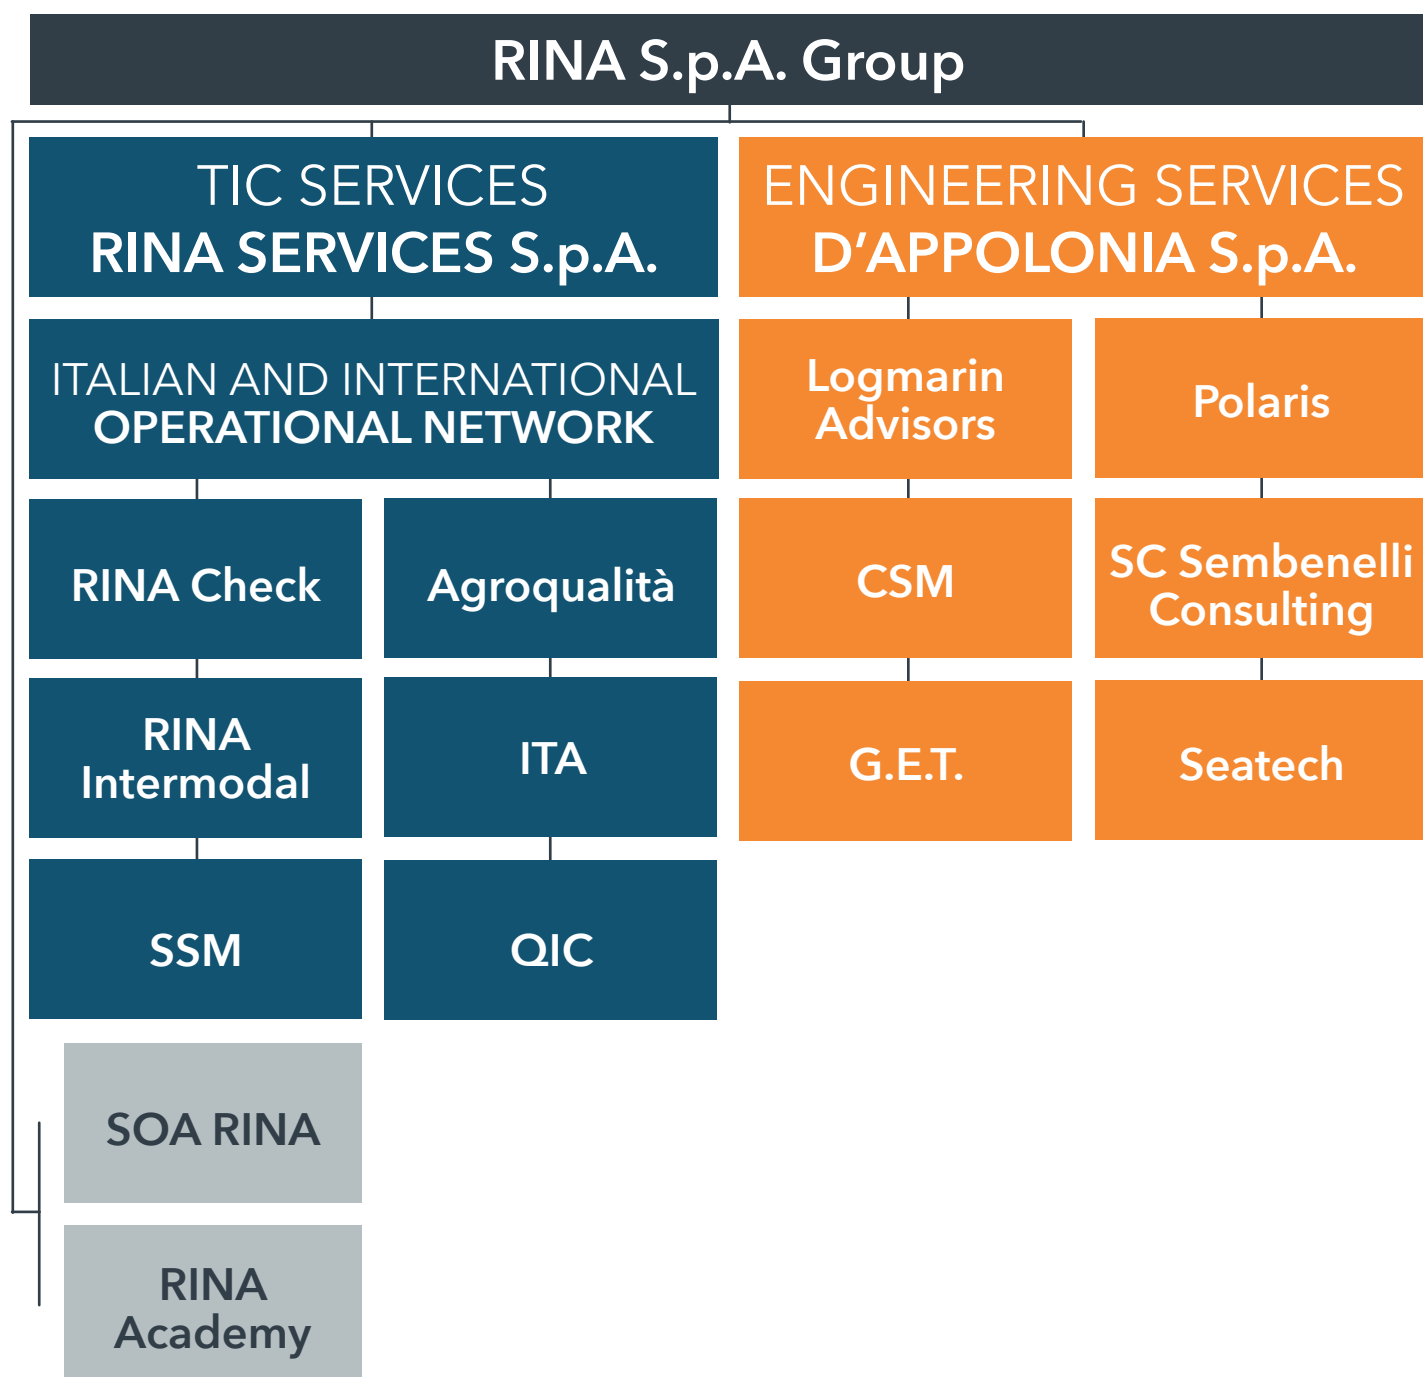 RINA S.p.A. Group
TIC SERVICES
RINA SERVICES S.p.A.
ENGINEERING SERVICES
D’APPOLONIA S.p.A.
ITALIAN AND INTERNATIONAL
OPERATIONAL NETWORK
Logmarin
Advisors
Polaris
RINA Check
Agroqualità
CSM
SC Sembenelli
Consulting
RINA
Intermodal
ITA
G.E.T.
Seatech
SSM
QIC
SOA RINA
RINA
Academy